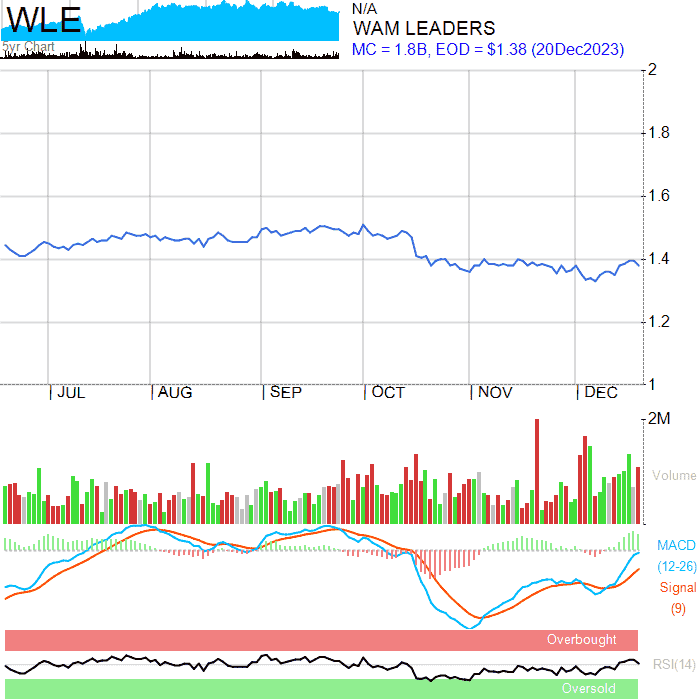 WLE
5yr Chart
N/A
WAM LEADERS
MC = 1.8B, EOD = $1.38 (20Dec2023)
2
1.8
1.6
1.4
1.2
1
JUL AUG SEP OCT NOV DEC
2M
Volume
MACD
(12-26)
Signal
(9)
Overbought
RSI(14)
Oversold